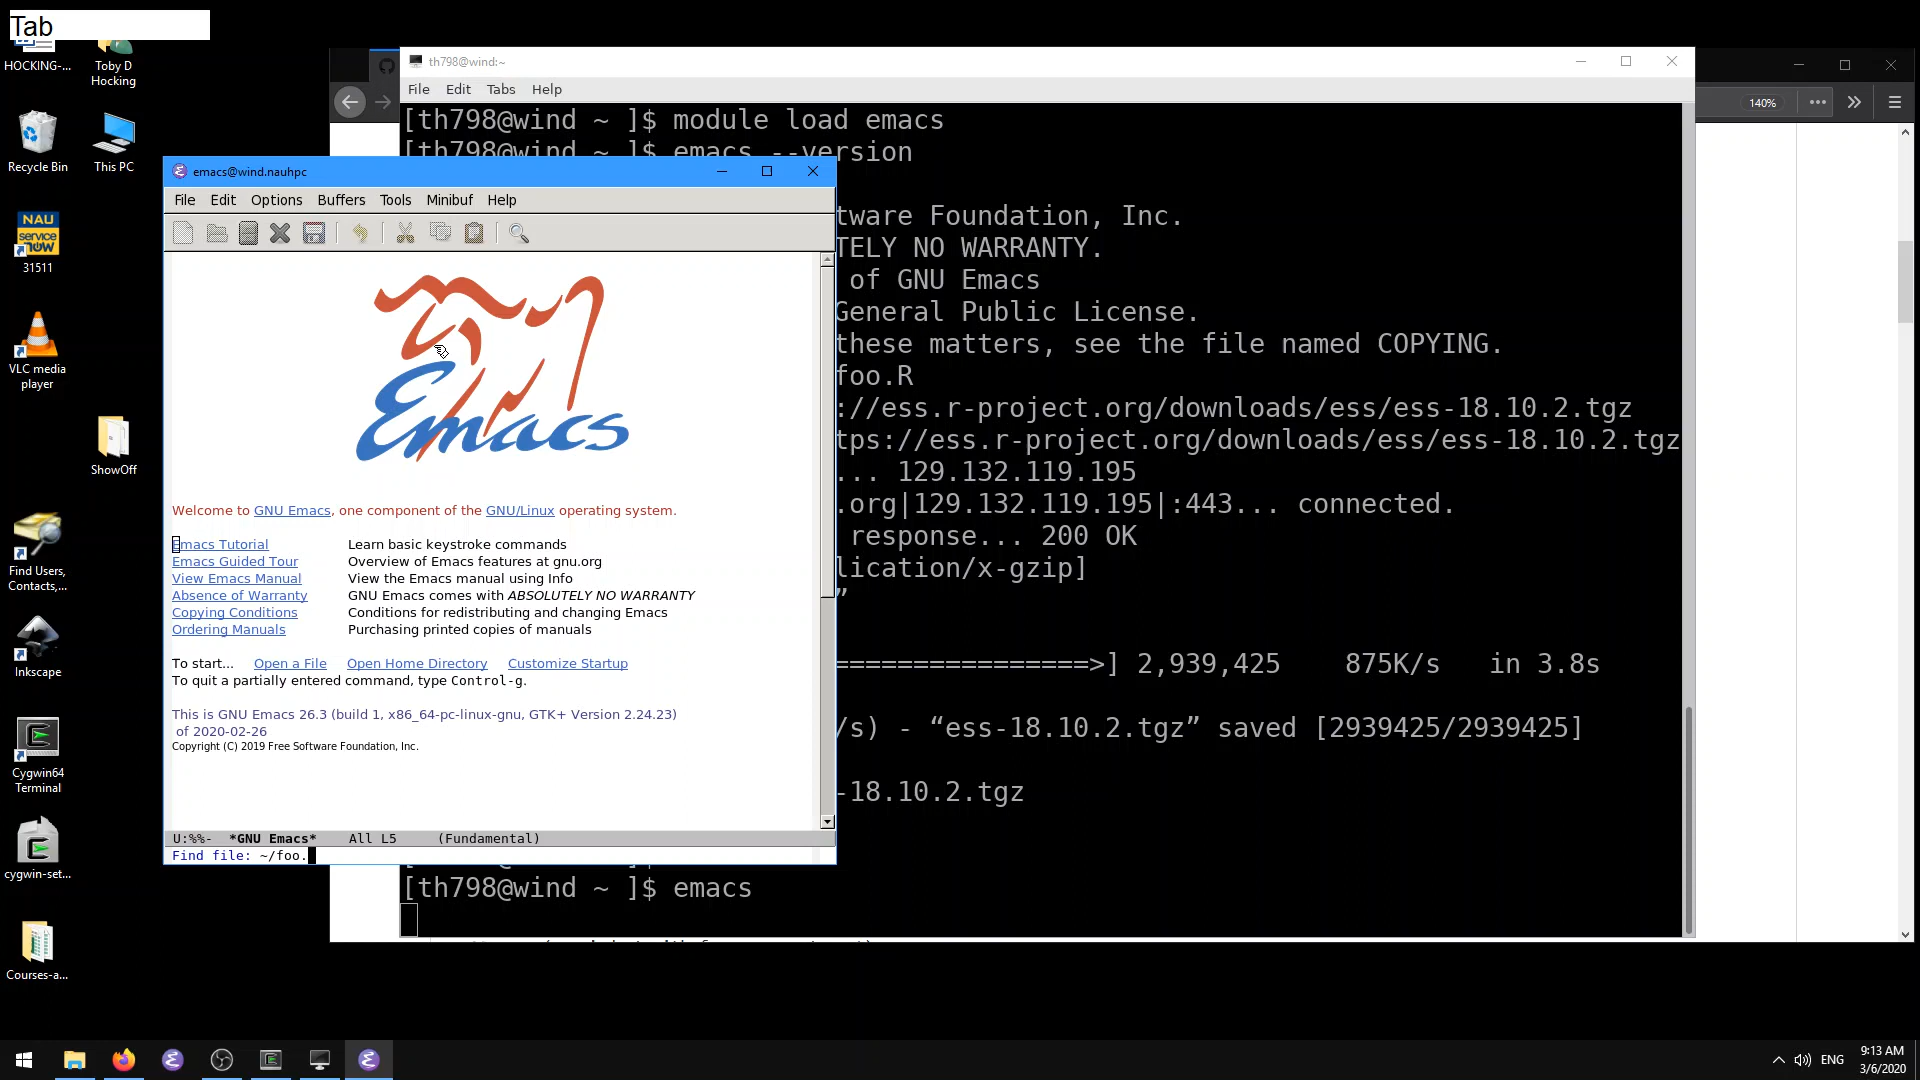 Tab
HOCKING-...
Toby D
Hocking
Recycle Bin
This PC
NAU
service
now
31511
VLC media
player
ShowOff
Find Users,
Contacts,...
Inkscape
Cygwin64
Terminal
cygwin-set...
Courses-a...
th798@wind:~
File Edit Tabs Help
140%
[th798@wind ~ ]$ module load emacs
[th798@wind ~ ]$ emacs --version
tware Foundation, Inc.
TELY NO WARRANTY.
of GNU Emacs
General Public License.
these matters, see the file named COPYING.
foo.R
://ess.r-project.org/downloads/ess/ess-18.10.2.tgz
tps://ess.r-project.org/downloads/ess/ess-18.10.2.tgz
... 129.132.119.195
.org|129.132.119.195|:443... connected.
response... 200 OK
lication/x-gzip]
”
================>] 2,939,425 875K/s in 3.8s
/s) - “ess-18.10.2.tgz” saved [2939425/2939425]
-18.10.2.tgz
[th798@wind ~ ]$ emacs
emacs@wind.nauhpc
File Edit Options Buffers Tools Minibuf Help
Emacs
Welcome to GNU Emacs, one component of the GNU/Linux operating system.
Emacs Tutorial Learn basic keystroke commands
Emacs Guided Tour Overview of Emacs features at gnu.org
View Emacs Manual View the Emacs manual using Info
Absence of Warranty GNU Emacs comes with ABSOLUTELY NO WARRANTY
Copying Conditions Conditions for redistributing and changing Emacs
Ordering Manuals Purchasing printed copies of manuals
To start... Open a File Open Home Directory Customize Startup
To quit a partially entered command, type Control-g.
This is GNU Emacs 26.3 (build 1, x86_64-pc-linux-gnu, GTK+ Version 2.24.23)
of 2020-02-26
Copyright (C) 2019 Free Software Foundation, Inc.
U:%%- *GNU Emacs* All L5 (Fundamental)
Find file: ~/foo.
ENG
9:13 AM
3/6/2020